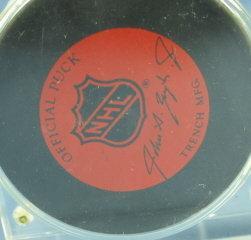 OFFICIAL PUCK
NHL
®
TRENCH MFG.